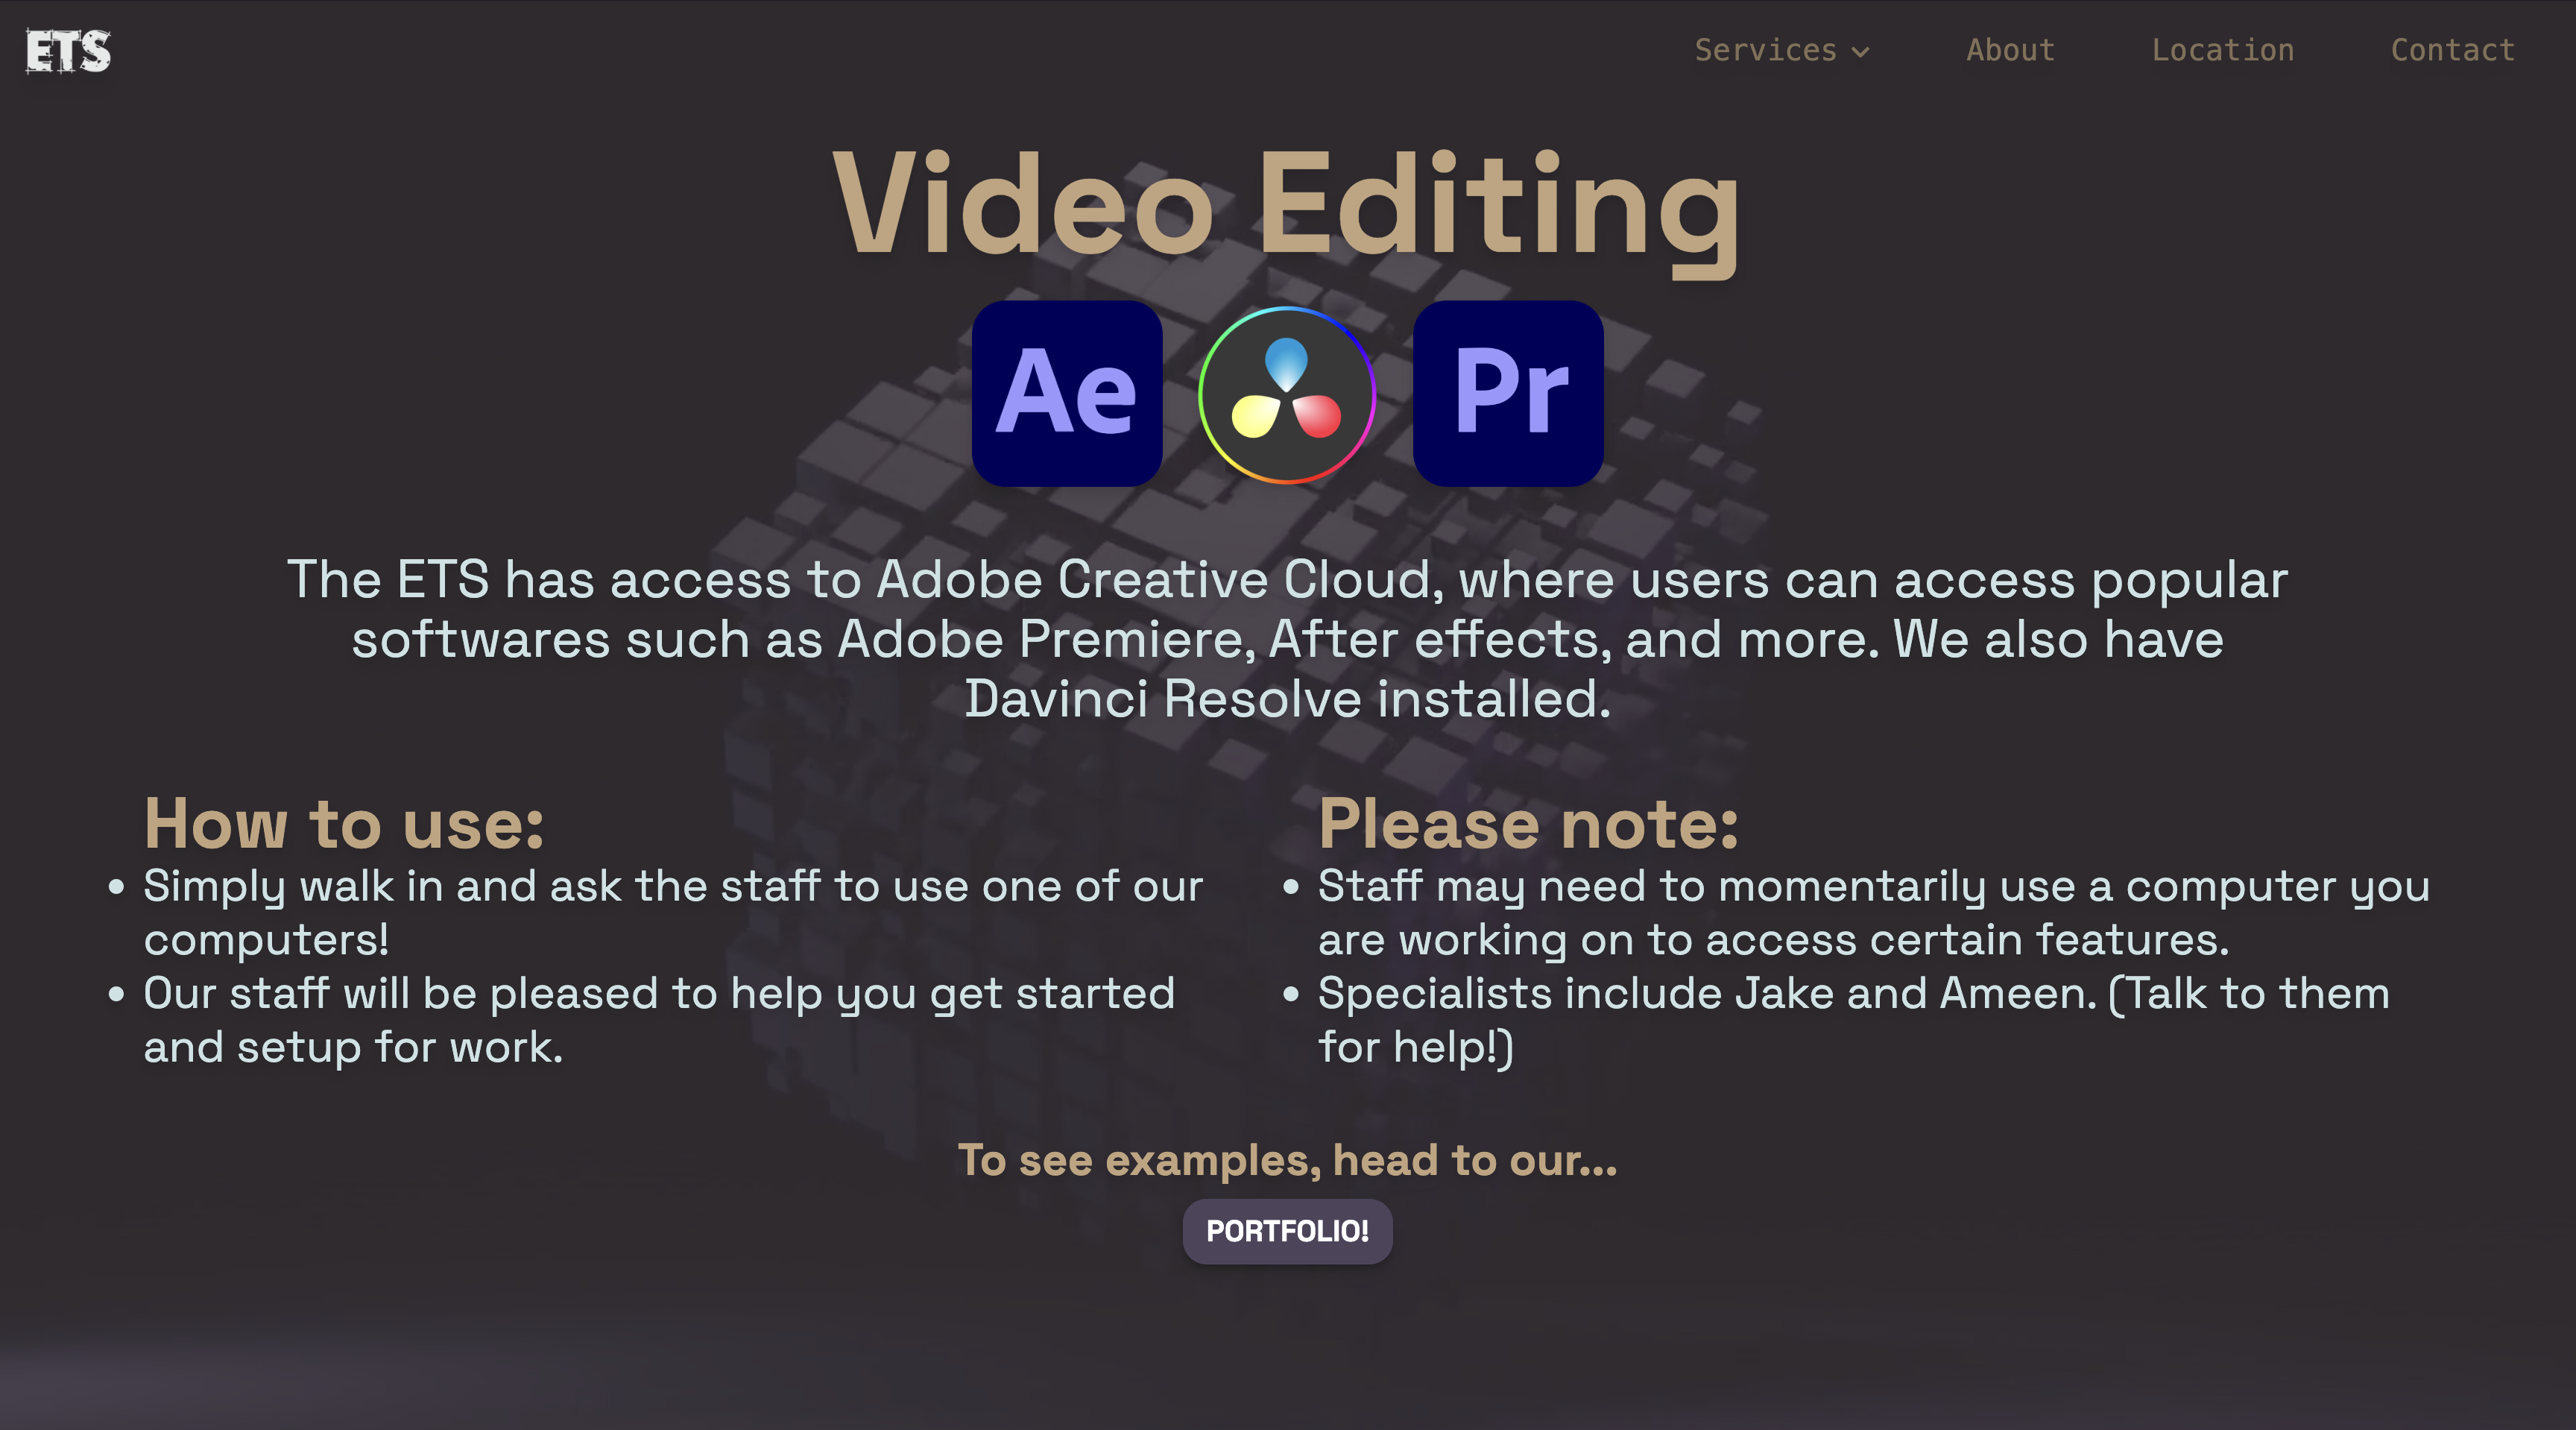 ETS
Services
About
Location
Contact
Video Editing
Ae
Pr
The ETS has access to Adobe Creative Cloud, where users can access popular
softwares such as Adobe Premiere, After effects, and more. We also have
Davinci Resolve installed.
How to use:
• Simply walk in and ask the staff to use one of our
computers!
• Our staff will be pleased to help you get started
and setup for work.
Please note:
• Staff may need to momentarily use a computer you
are working on to access certain features.
• Specialists include Jake and Ameen. (Talk to them
for help!)
To see examples, head to our...
PORTFOLIO!